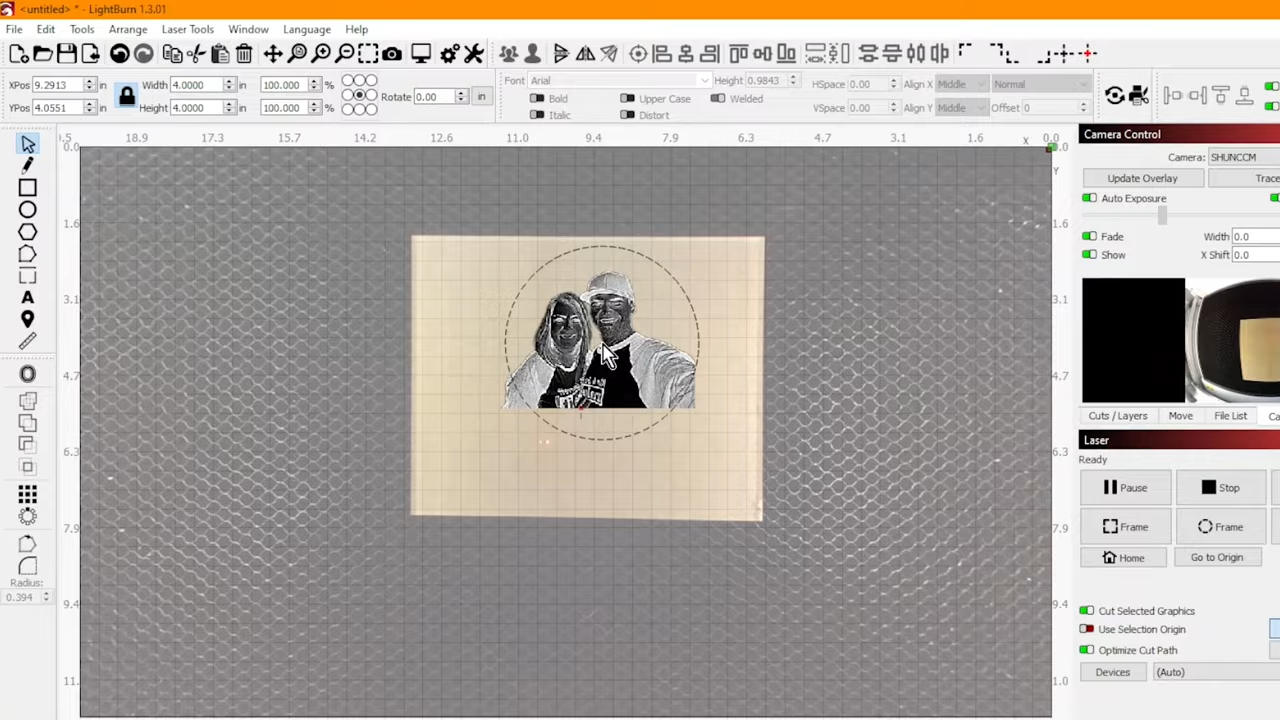 <untitled> * - LightBurn 1.3.01
File Edit Tools Arrange Laser Tools Window Language Help
XPos 9.2913 in Width 4.0000 in 100.000 % Rotate 0.00 in Font Arial Height 0.9843 HSpace 0.00 Align X Middle Normal
YPos 4.0551 in Height 4.0000 in 100.000 % Bold Upper Case Welded VSpace 0.00 Align Y Middle Offset 0
Italic Distort
18.9 17.3 15.7 14.2 12.6 11.0 9.4 7.9 6.3 4.7 3.1 1.6 0.0
X
Y
0.0
1.6
3.1
4.7
6.3
7.9
9.4
11.
0.0
1.6
3.1
4.7
6.3
7.9
9.4
1.0
Radius:
0.394
Camera Control
Camera: SHUNCCM
Update Overlay Trace
Auto Exposure
Fade Width 0.0
Show X Shift 0.0
Cuts / Layers Move File List Ca
Laser
Ready
Pause Stop
Frame Frame
Home Go to Origin
Cut Selected Graphics
Use Selection Origin
Optimize Cut Path
Devices (Auto)